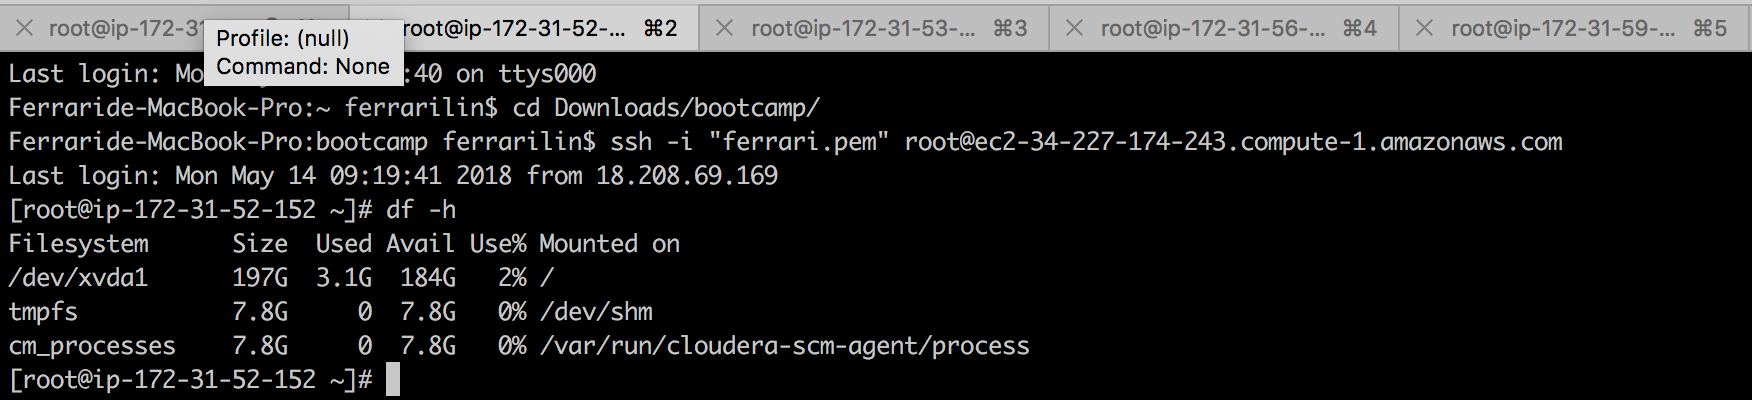 root@ip-172-31 root@ip-172-31-52-... ⌘2 root@ip-172-31-53-... ⌘3 root@ip-172-31-56-... ⌘4 root@ip-172-31-59-... ⌘5
Profile: (null)
Command: None
Last login: Mo :40 on ttys000
Ferraride-MacBook-Pro:~ ferrarilin$ cd Downloads/bootcamp/
Ferraride-MacBook-Pro:bootcamp ferrarilin$ ssh -i "ferrari.pem" root@ec2-34-227-174-243.compute-1.amazonaws.com
Last login: Mon May 14 09:19:41 2018 from 18.208.69.169
[root@ip-172-31-52-152 ~]# df -h
Filesystem      Size  Used Avail Use% Mounted on
/dev/xvda1      197G  3.1G  184G   2% /
tmpfs           7.8G     0  7.8G   0% /dev/shm
cm_processes    7.8G     0  7.8G   0% /var/run/cloudera-scm-agent/process
[root@ip-172-31-52-152 ~]#